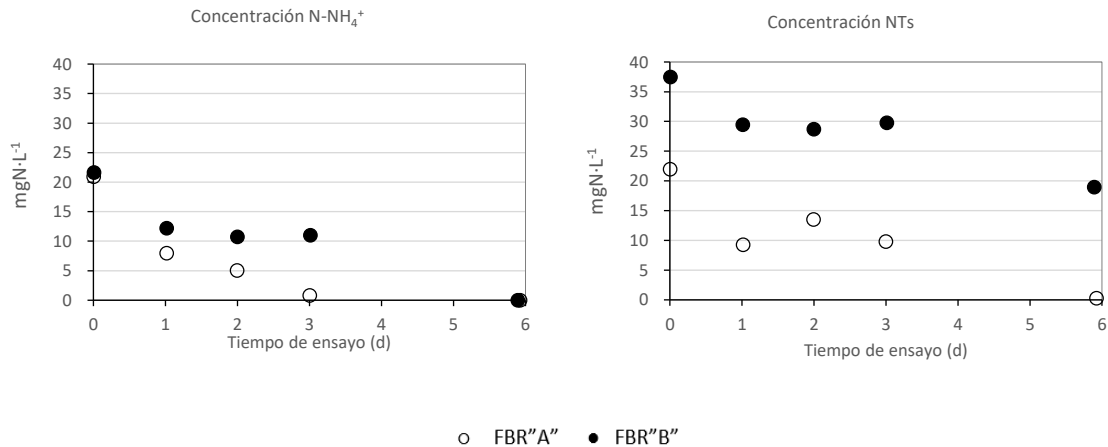 Concentración N-NH₄⁺
40
35
30
25
20
15
10
5
0
mgN·L⁻¹
0 1 2 3 4 5 6
Tiempo de ensayo (d)
Concentración NTs
40
35
30
25
20
15
10
5
0
mgN·L⁻¹
0 1 2 3 4 5 6
Tiempo de ensayo (d)
FBR”A” FBR”B”